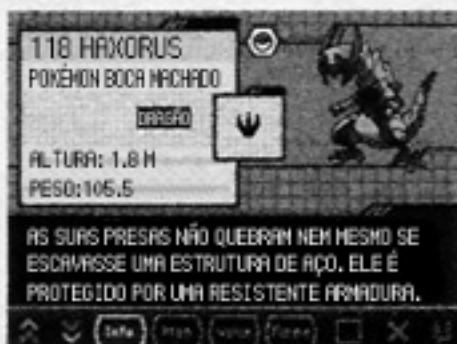 118 HAXORUS
POKÉMON BOCA MACHADO
DRAGÃO
ALTURA: 1.8 M
PESO:105.5
AS SUAS PRESAS NÃO QUEBRAM NEM MESMO SE
ESCAVASSE UMA ESTRUTURA DE AÇO. ELE É
PROTEGIDO POR UMA RESISTENTE ARMADURA.
Info